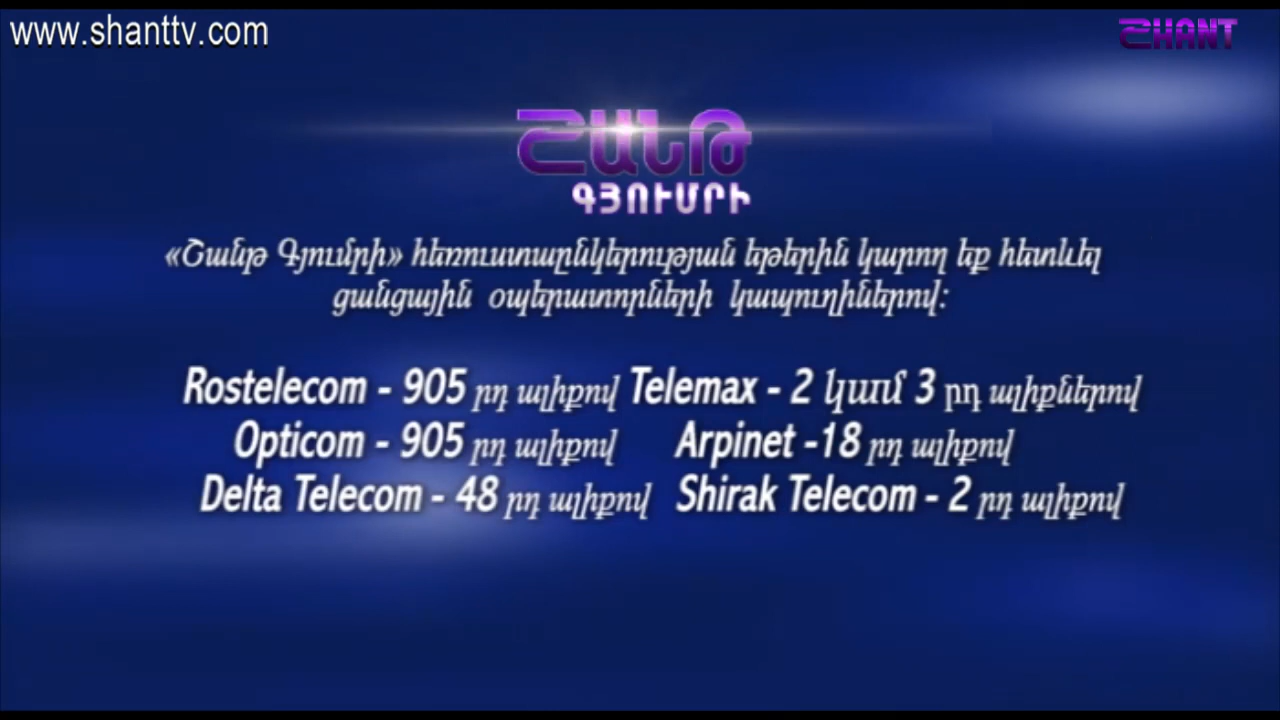 www.shanttv.com
SHANT
ՇԱՆԹ
ԳՅՈՒՄՐԻ
«Շանթ Գյումրի» հեռուստաընկերության եթերին կարող եք հետևել
ցանցային օպերատորների կապուղիներով:
Rostelecom - 905 րդ ալիքով Telemax - 2 կամ 3 րդ ալիքներով
Opticom - 905 րդ ալիքով Arpinet -18 րդ ալիքով
Delta Telecom - 48 րդ ալիքով Shirak Telecom - 2 րդ ալիքով